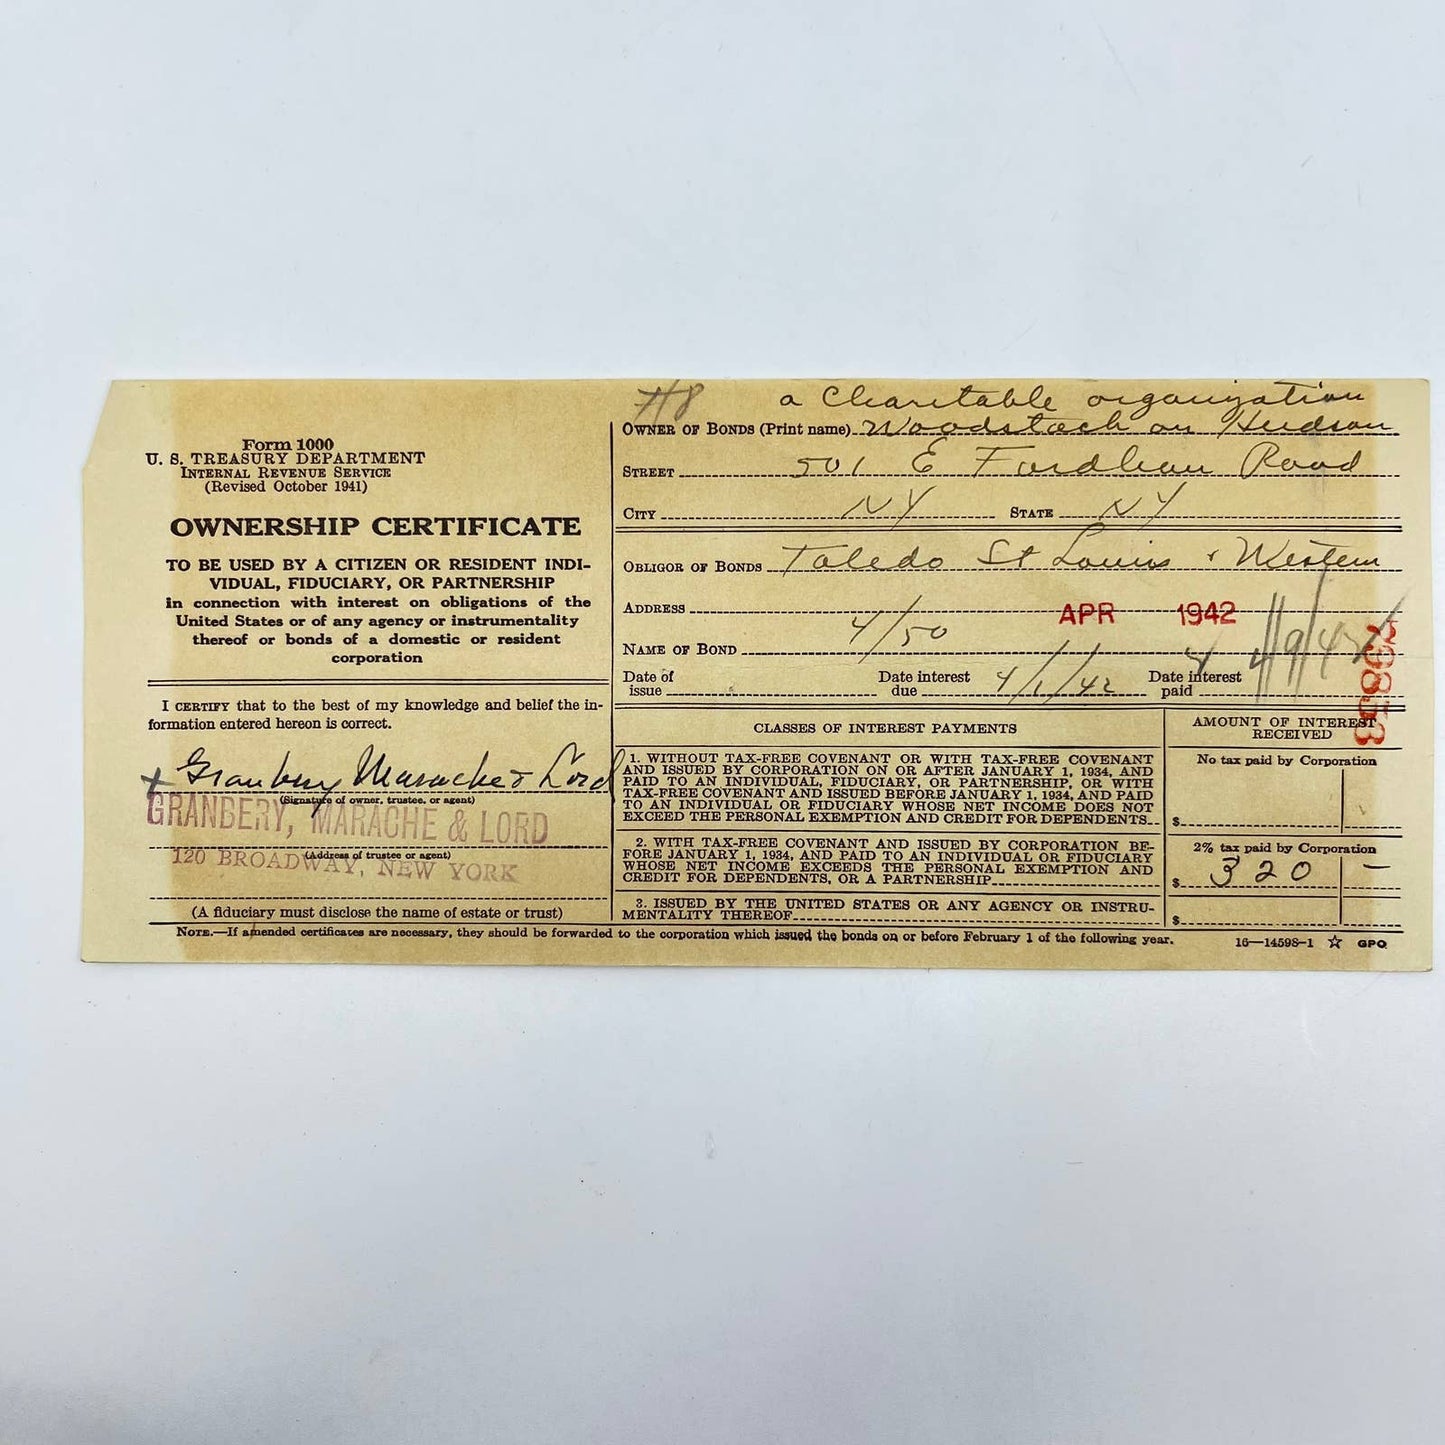 Form 1000
U. S. TREASURY DEPARTMENT
INTERNAL REVENUE SERVICE
(Revised October 1941)
OWNERSHIP CERTIFICATE
TO BE USED BY A CITIZEN OR RESIDENT INDI-
VIDUAL, FIDUCIARY, OR PARTNERSHIP
in connection with interest on obligations of the
United States or of any agency or instrumentality
thereof or bonds of a domestic or resident
corporation
I CERTIFY that to the best of my knowledge and belief the in-
formation entered hereon is correct.
Granbery Marache & Lord
(Signature of owner, trustee, or agent)
GRANBERY, MARACHE & LORD
(Address of trustee or agent)
120 BROADWAY, NEW YORK
(A fiduciary must disclose the name of estate or trust)
#8 a Charitable organization
OWNER OF BONDS (Print name) Woodstock on Hudson
STREET 501 E Fordham Road
CITY NY STATE NY
OBLIGOR OF BONDS Toledo St Louis & Western
ADDRESS APR 1942
NAME OF BOND 4/50
Date of issue Date interest due 4/1/42 Date interest paid
CLASSES OF INTEREST PAYMENTS
AMOUNT OF INTEREST RECEIVED
1. WITHOUT TAX-FREE COVENANT OR WITH TAX-FREE COVENANT
AND ISSUED BY CORPORATION ON OR AFTER JANUARY 1, 1934, AND
PAID TO AN INDIVIDUAL, FIDUCIARY, OR PARTNERSHIP, OR WITH
TAX-FREE COVENANT AND ISSUED BEFORE JANUARY 1, 1934, AND PAID
TO AN INDIVIDUAL OR FIDUCIARY WHOSE NET INCOME DOES NOT
EXCEED THE PERSONAL EXEMPTION AND CREDIT FOR DEPENDENTS
No tax paid by Corporation
$
2. WITH TAX-FREE COVENANT AND ISSUED BY CORPORATION BE-
FORE JANUARY 1, 1934, AND PAID TO AN INDIVIDUAL OR FIDUCIARY
WHOSE NET INCOME EXCEEDS THE PERSONAL EXEMPTION AND
CREDIT FOR DEPENDENTS, OR A PARTNERSHIP
2% tax paid by Corporation
$ 320 –
3. ISSUED BY THE UNITED STATES OR ANY AGENCY OR INSTRU-
MENTALITY THEREOF
$
NOTE.—If amended certificates are necessary, they should be forwarded to the corporation which issued the bonds on or before February 1 of the following year.
16—14598-1 ☆ GPO